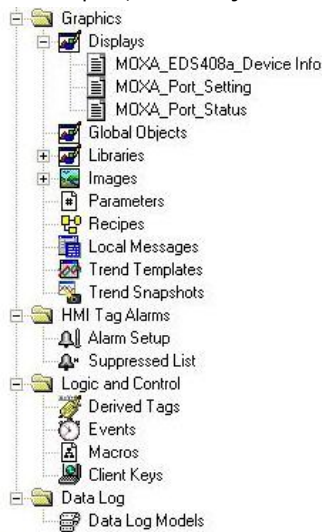 Graphics
Displays
MOXA_EDS408a_Device Info
MOXA_Port_Setting
MOXA_Port_Status
Global Objects
Libraries
Images
Parameters
Recipes
Local Messages
Trend Templates
Trend Snapshots
HMI Tag Alarms
Alarm Setup
Suppressed List
Logic and Control
Derived Tags
Events
Macros
Client Keys
Data Log
Data Log Models